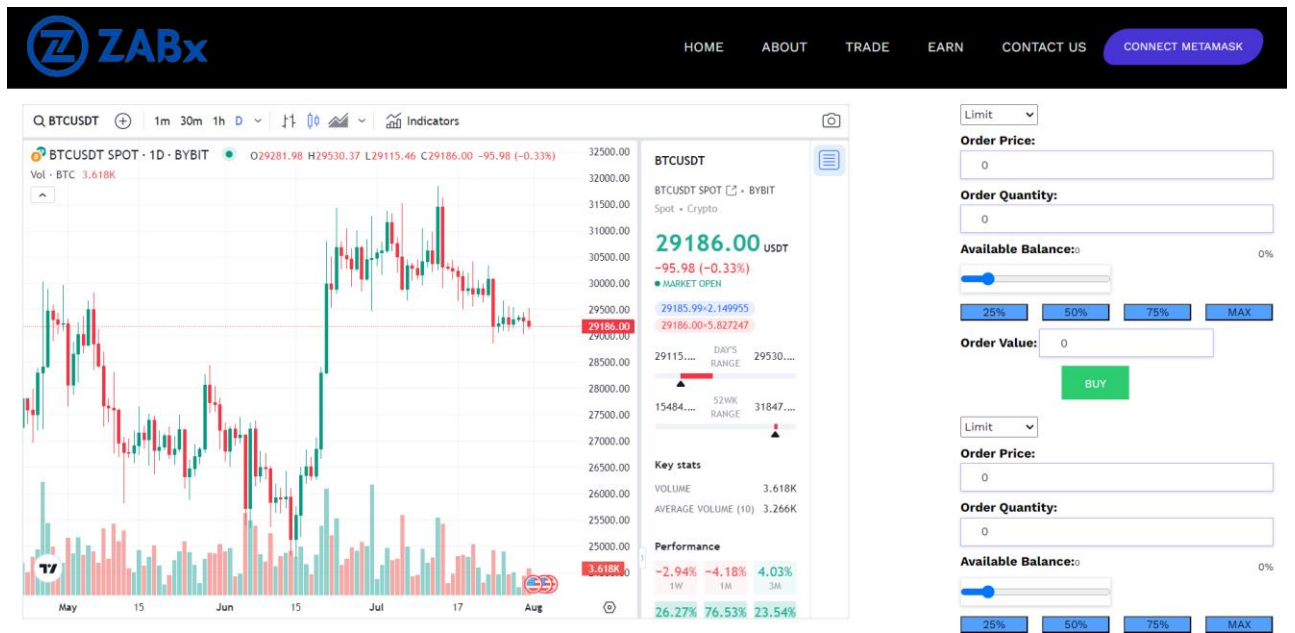 ZABx
HOME ABOUT TRADE EARN CONTACT US CONNECT METAMASK
BTCUSDT 1m 30m 1h D Indicators
BTCUSDT SPOT · 1D · BYBIT O29281.98 H29530.37 L29115.46 C29186.00 −95.98 (−0.33%)
Vol · BTC 3.618K
32500.00
32000.00
31500.00
31000.00
30500.00
30000.00
29500.00
29186.00
29000.00
28500.00
28000.00
27500.00
27000.00
26500.00
26000.00
25500.00
25000.00
3.618K
May 15 Jun 15 Jul 17 Aug
BTCUSDT
BTCUSDT SPOT • BYBIT
Spot • Crypto
29186.00 USDT
−95.98 (−0.33%)
MARKET OPEN
29185.99×2.149955
29186.00×5.827247
29115.... DAY'S RANGE 29530....
15484.... 52WK RANGE 31847....
Key stats
VOLUME 3.618K
AVERAGE VOLUME (10) 3.266K
Performance
−2.94% −4.18% 4.03%
1W 1M 3M
26.27% 76.53% 23.54%
Limit
Order Price:
0
Order Quantity:
0
Available Balance:0 0%
25% 50% 75% MAX
Order Value: 0
BUY
Limit
Order Price:
0
Order Quantity:
0
Available Balance:0 0%
25% 50% 75% MAX